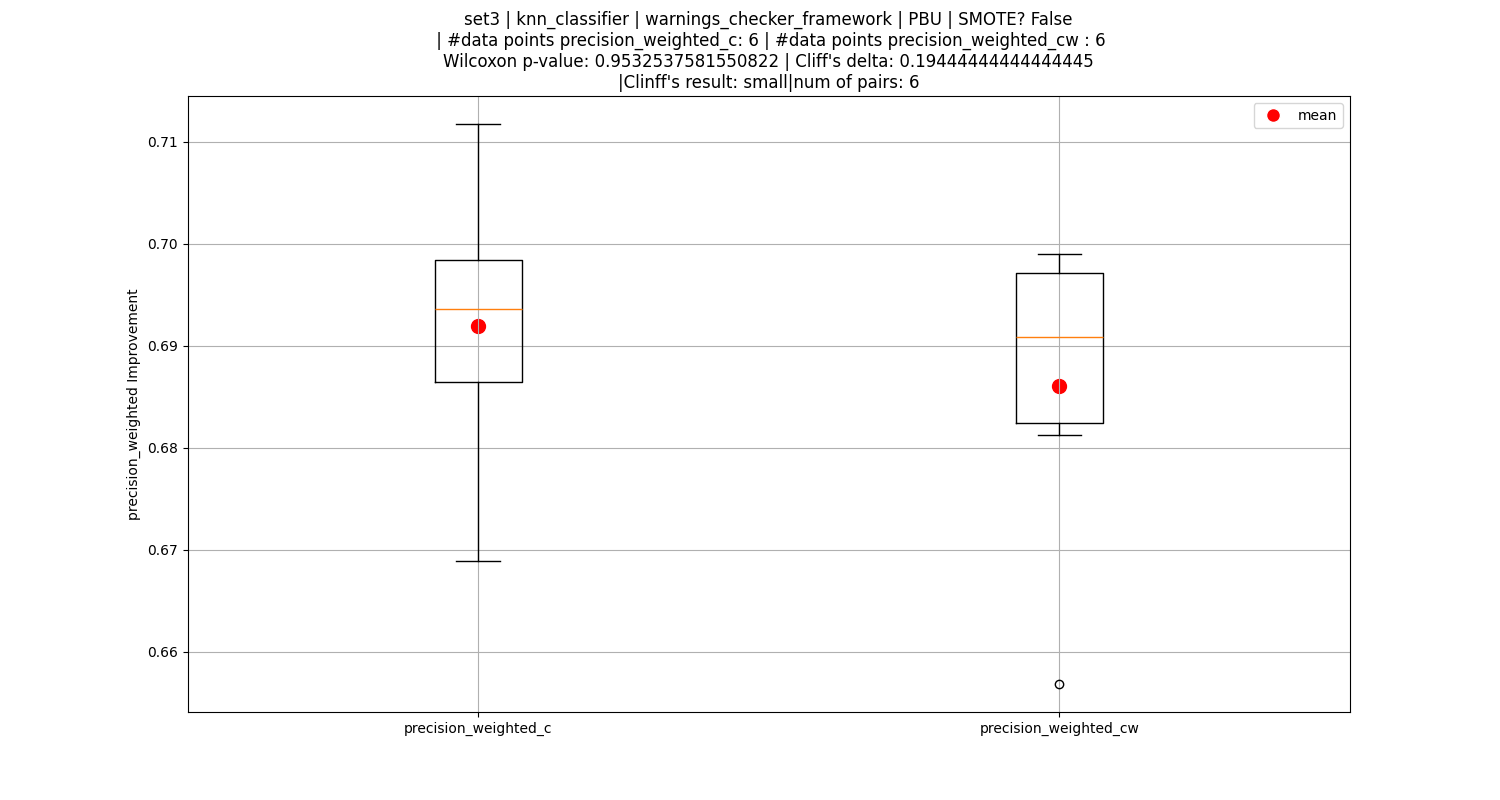 set3 | knn_classifier | warnings_checker_framework | PBU | SMOTE? False
| #data points precision_weighted_c: 6 | #data points precision_weighted_cw : 6
Wilcoxon p-value: 0.9532537581550822 | Cliff's delta: 0.19444444444444445
|Clinff's result: small|num of pairs: 6
mean
0.71
0.70
0.69
0.68
0.67
0.66
precision_weighted Improvement
precision_weighted_c
precision_weighted_cw